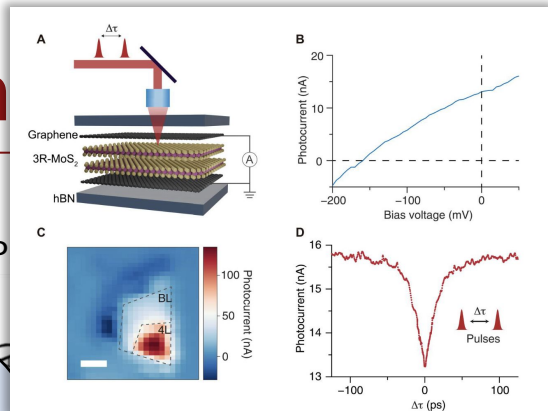 A
Δτ
Graphene
3R-MoS₂
hBN
A
B
Photocurrent (nA)
20
10
0
-200
-100
0
Bias voltage (mV)
C
BL
4L
Photocurrent (nA)
100
50
0
D
Photocurrent (nA)
16
15
14
13
Δτ
Pulses
-100
0
100
Δτ (ps)